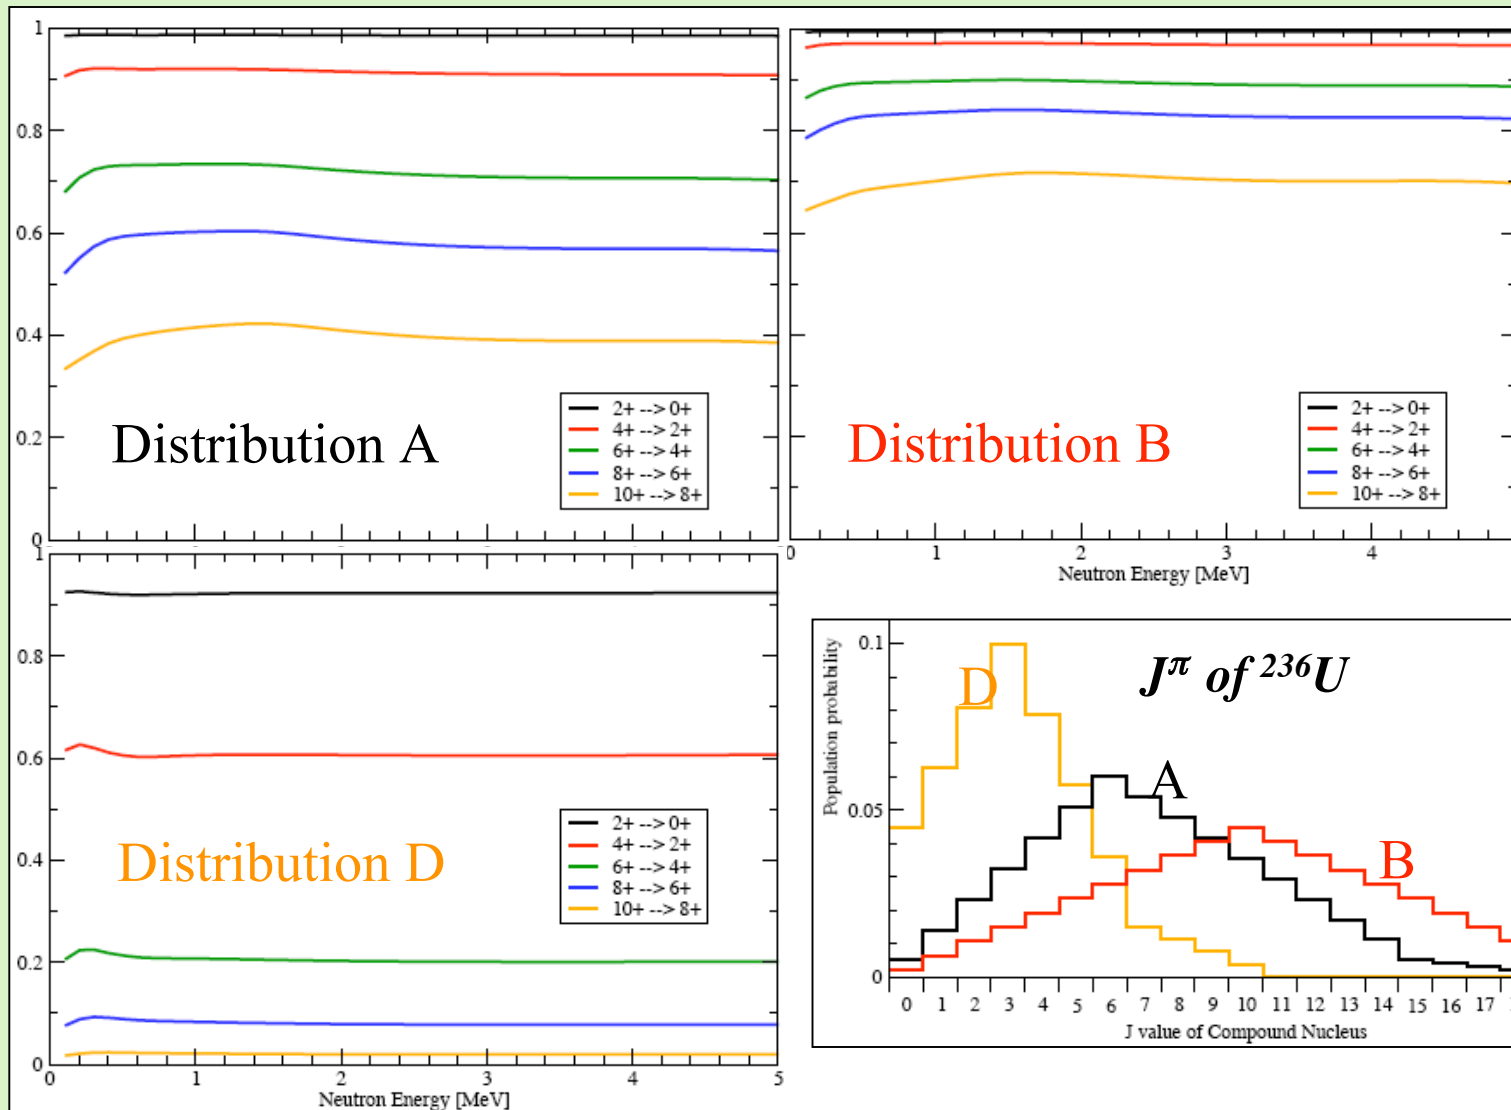 1
0.8
0.6
0.4
0.2
0
Distribution A
2+ --> 0+
4+ --> 2+
6+ --> 4+
8+ --> 6+
10+ --> 8+
Distribution B
2+ --> 0+
4+ --> 2+
6+ --> 4+
8+ --> 6+
10+ --> 8+
0 1 2 3 4
Neutron Energy [MeV]
1
0.8
0.6
0.4
0.2
0
Distribution D
2+ --> 0+
4+ --> 2+
6+ --> 4+
8+ --> 6+
10+ --> 8+
0 1 2 3 4 5
Neutron Energy [MeV]
Population probability
0.1
0.05
0
Jπ of 236U
D
A
B
0 1 2 3 4 5 6 7 8 9 10 11 12 13 14 15 16 17
J value of Compound Nucleus